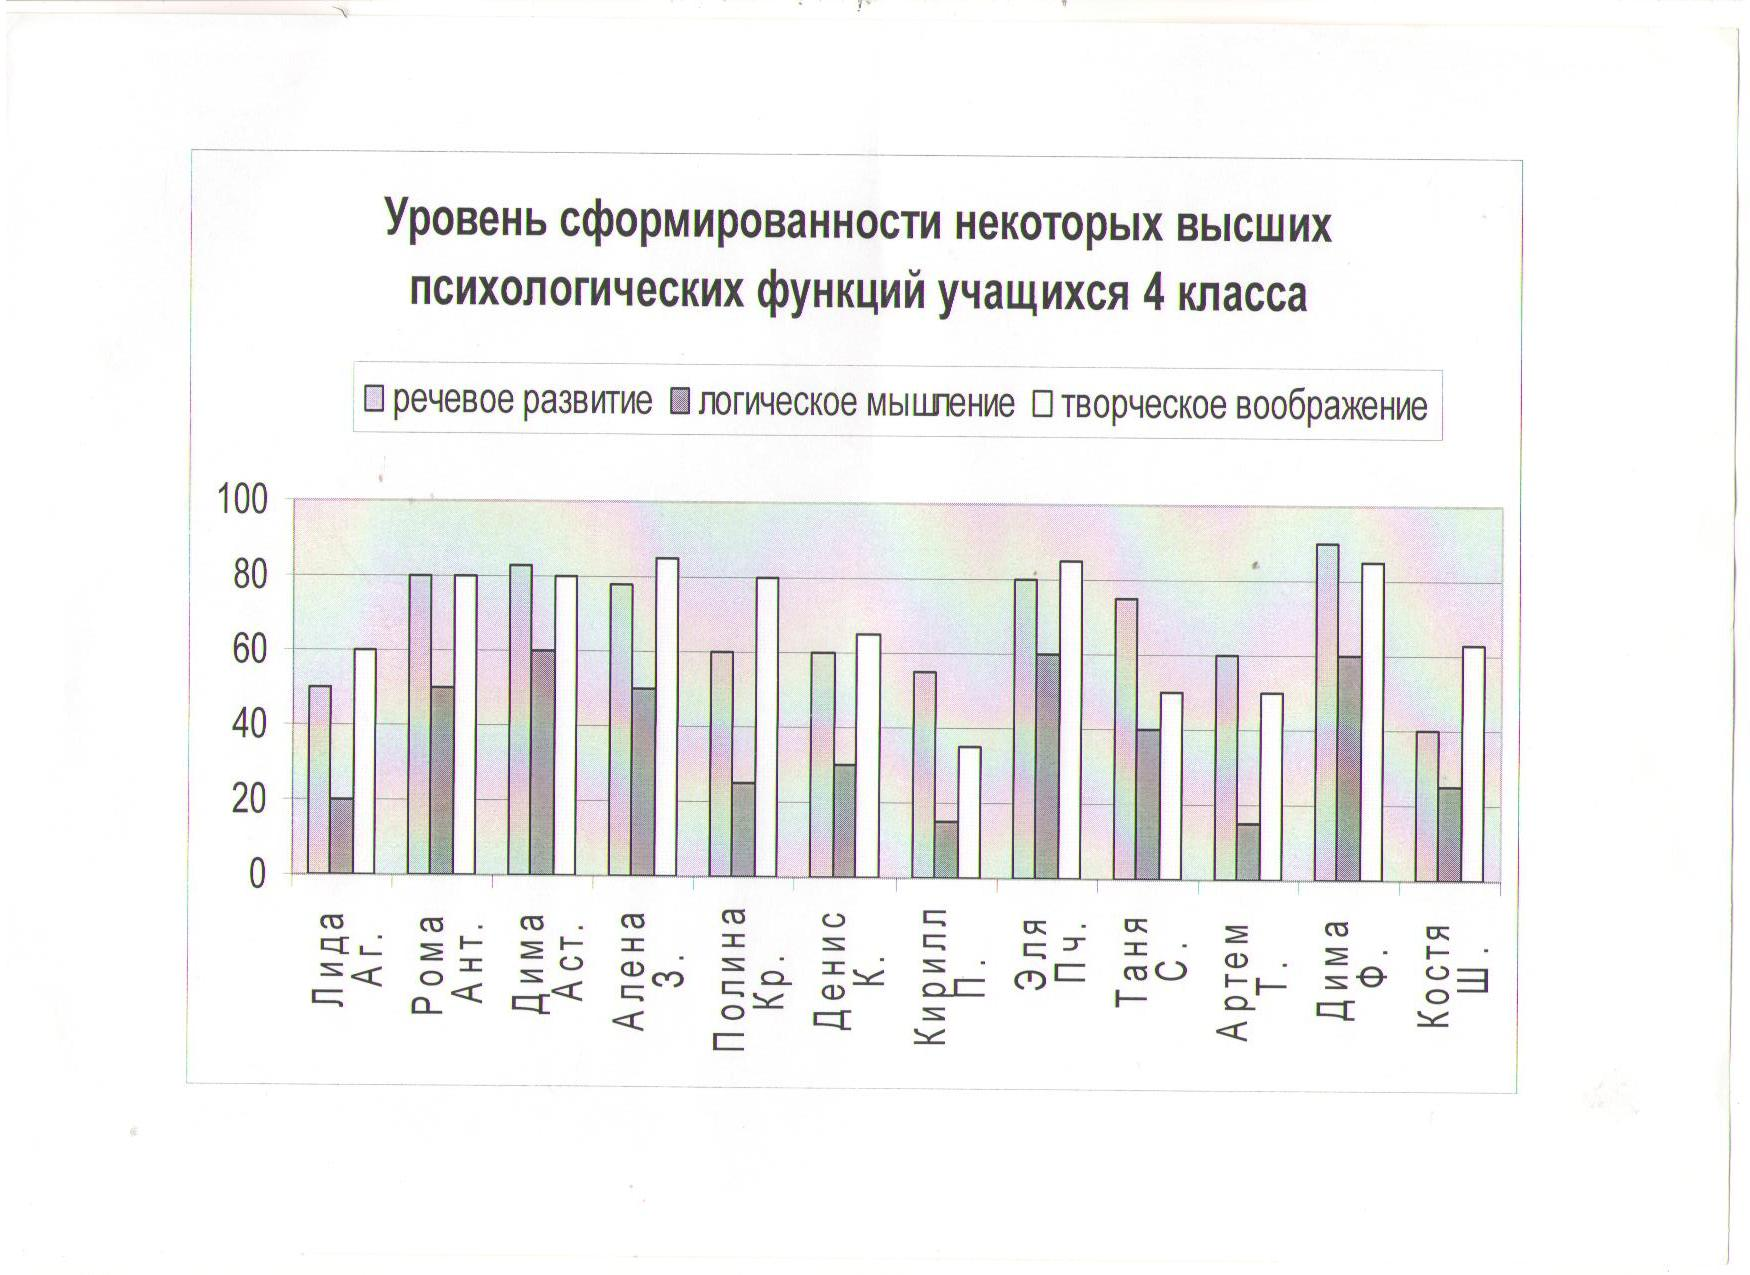 Уровень сформированности некоторых высших
психологических функций учащихся 4 класса
речевое развитие логическое мышление творческое воображение
100
80
60
40
20
0
Лида
Аг.
Рома
Ант.
Дима
Аст.
Алена
З.
Полина
Кр.
Денис
К.
Кирилл
П.
Эля
Пч.
Таня
С.
Артем
Т.
Дима
Ф.
Костя
Ш.